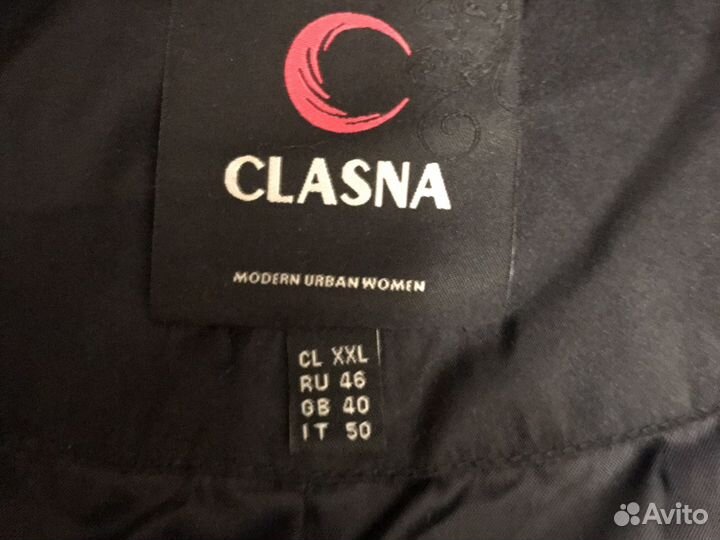 CLASNA
MODERN URBAN WOMEN
CL XXL
RU 46
GB 40
IT 50
Avito